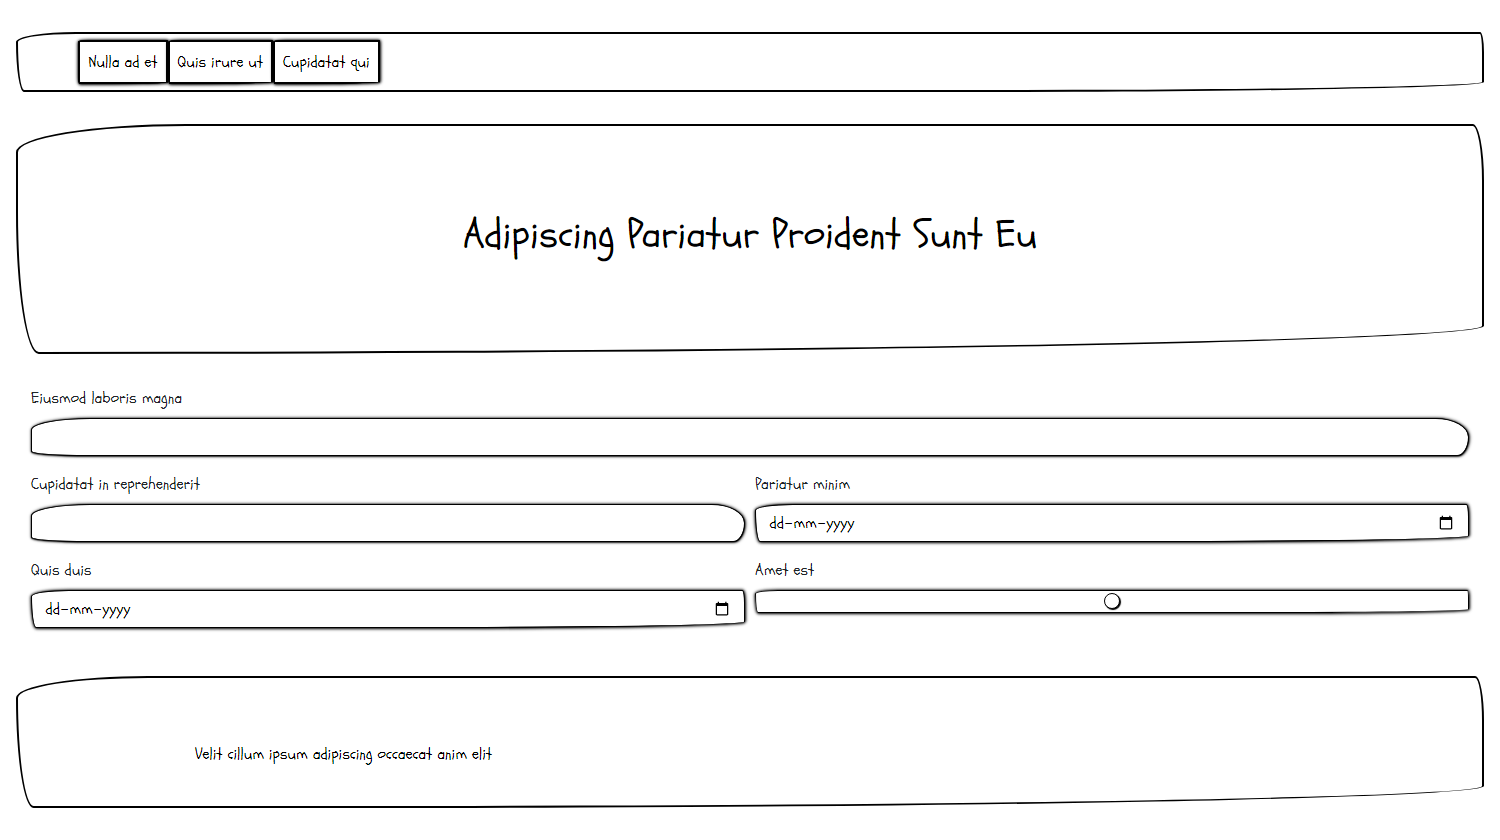 Nulla ad et Quis irure ut Cupidatat qui
Adipiscing Pariatur Proident Sunt Eu
Eiusmod laboris magna
Cupidatat in reprehenderit
Pariatur minim
dd-mm-yyyy
Quis duis
dd-mm-yyyy
Amet est
Velit cillum ipsum adipiscing occaecat anim elit